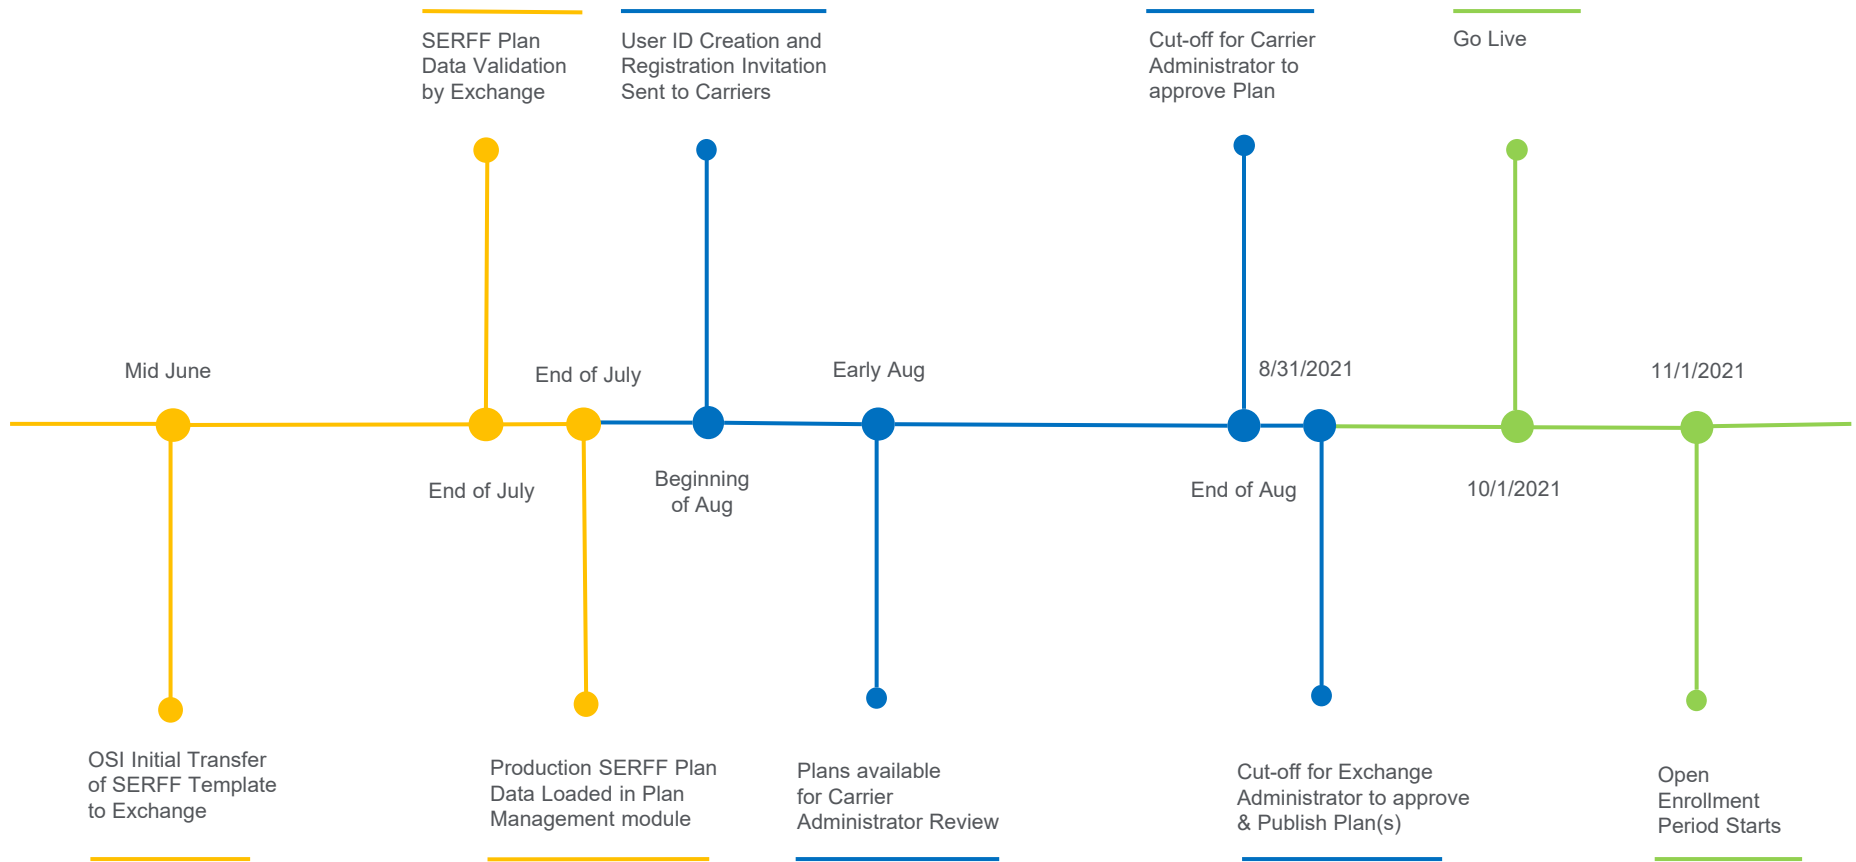 SERFF Plan
Data Validation
by Exchange
User ID Creation and
Registration Invitation
Sent to Carriers
Cut-off for Carrier
Administrator to
approve Plan
Go Live
Mid June
End of July
Early Aug
8/31/2021
11/1/2021
End of July
Beginning
of Aug
End of Aug
10/1/2021
OSI Initial Transfer
of SERFF Template
to Exchange
Production SERFF Plan
Data Loaded in Plan
Management module
Plans available
for Carrier
Administrator Review
Cut-off for Exchange
Administrator to approve
& Publish Plan(s)
Open
Enrollment
Period Starts